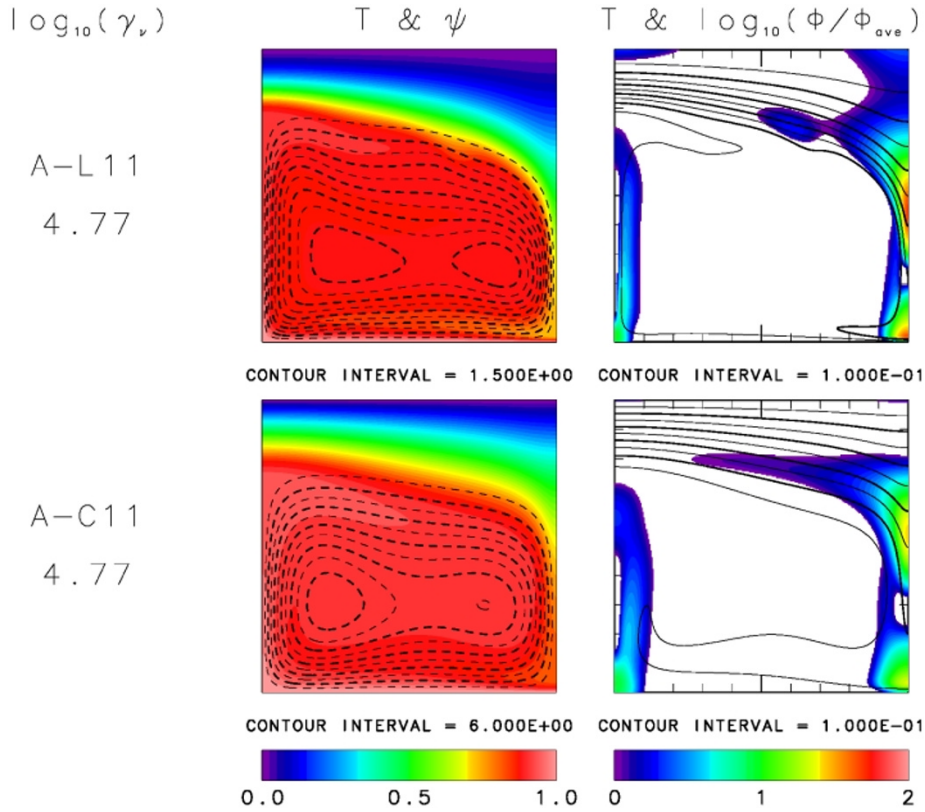 log₁₀(γᵥ) T & ψ T & log₁₀(Φ/Φₐᵥₑ)
A-L11
4.77
CONTOUR INTERVAL = 1.500E+00 CONTOUR INTERVAL = 1.000E-01
A-C11
4.77
CONTOUR INTERVAL = 6.000E+00 CONTOUR INTERVAL = 1.000E-01
0.0 0.5 1.0 0 1 2